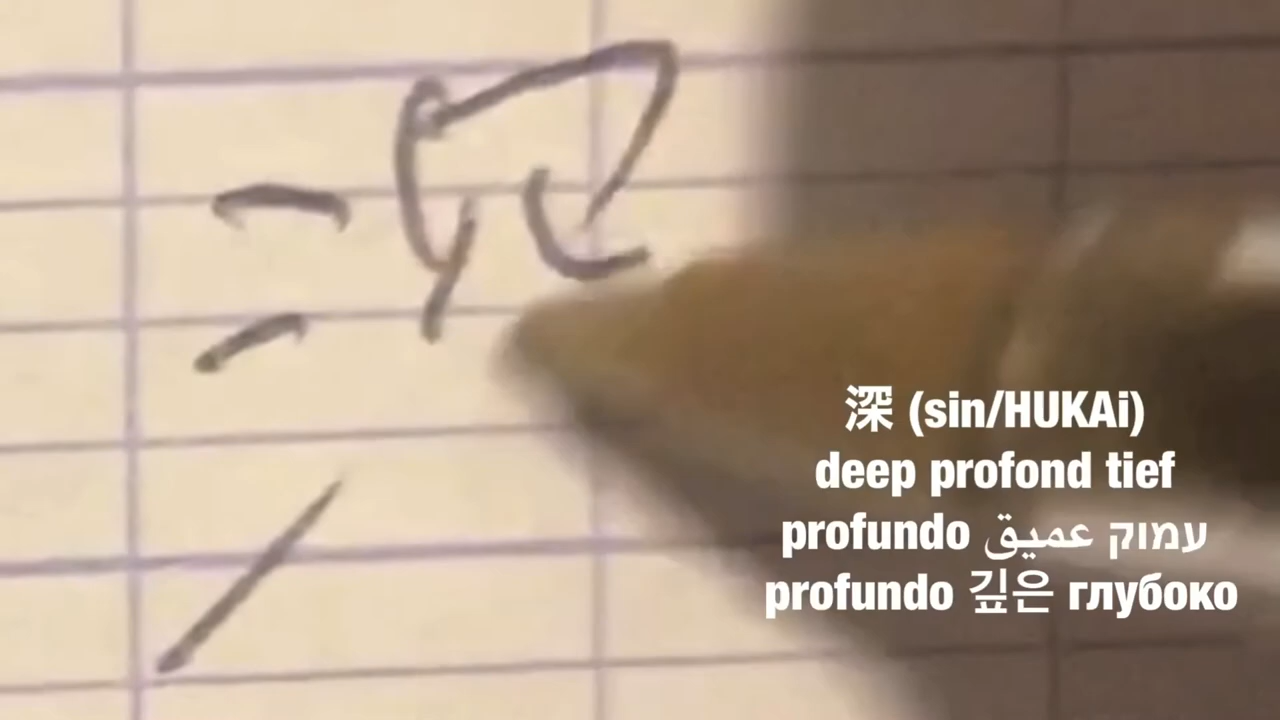 深 (sin/HUKAi)
deep profond tief
profundo عميق עמוק
profundo 깊은 глубоко